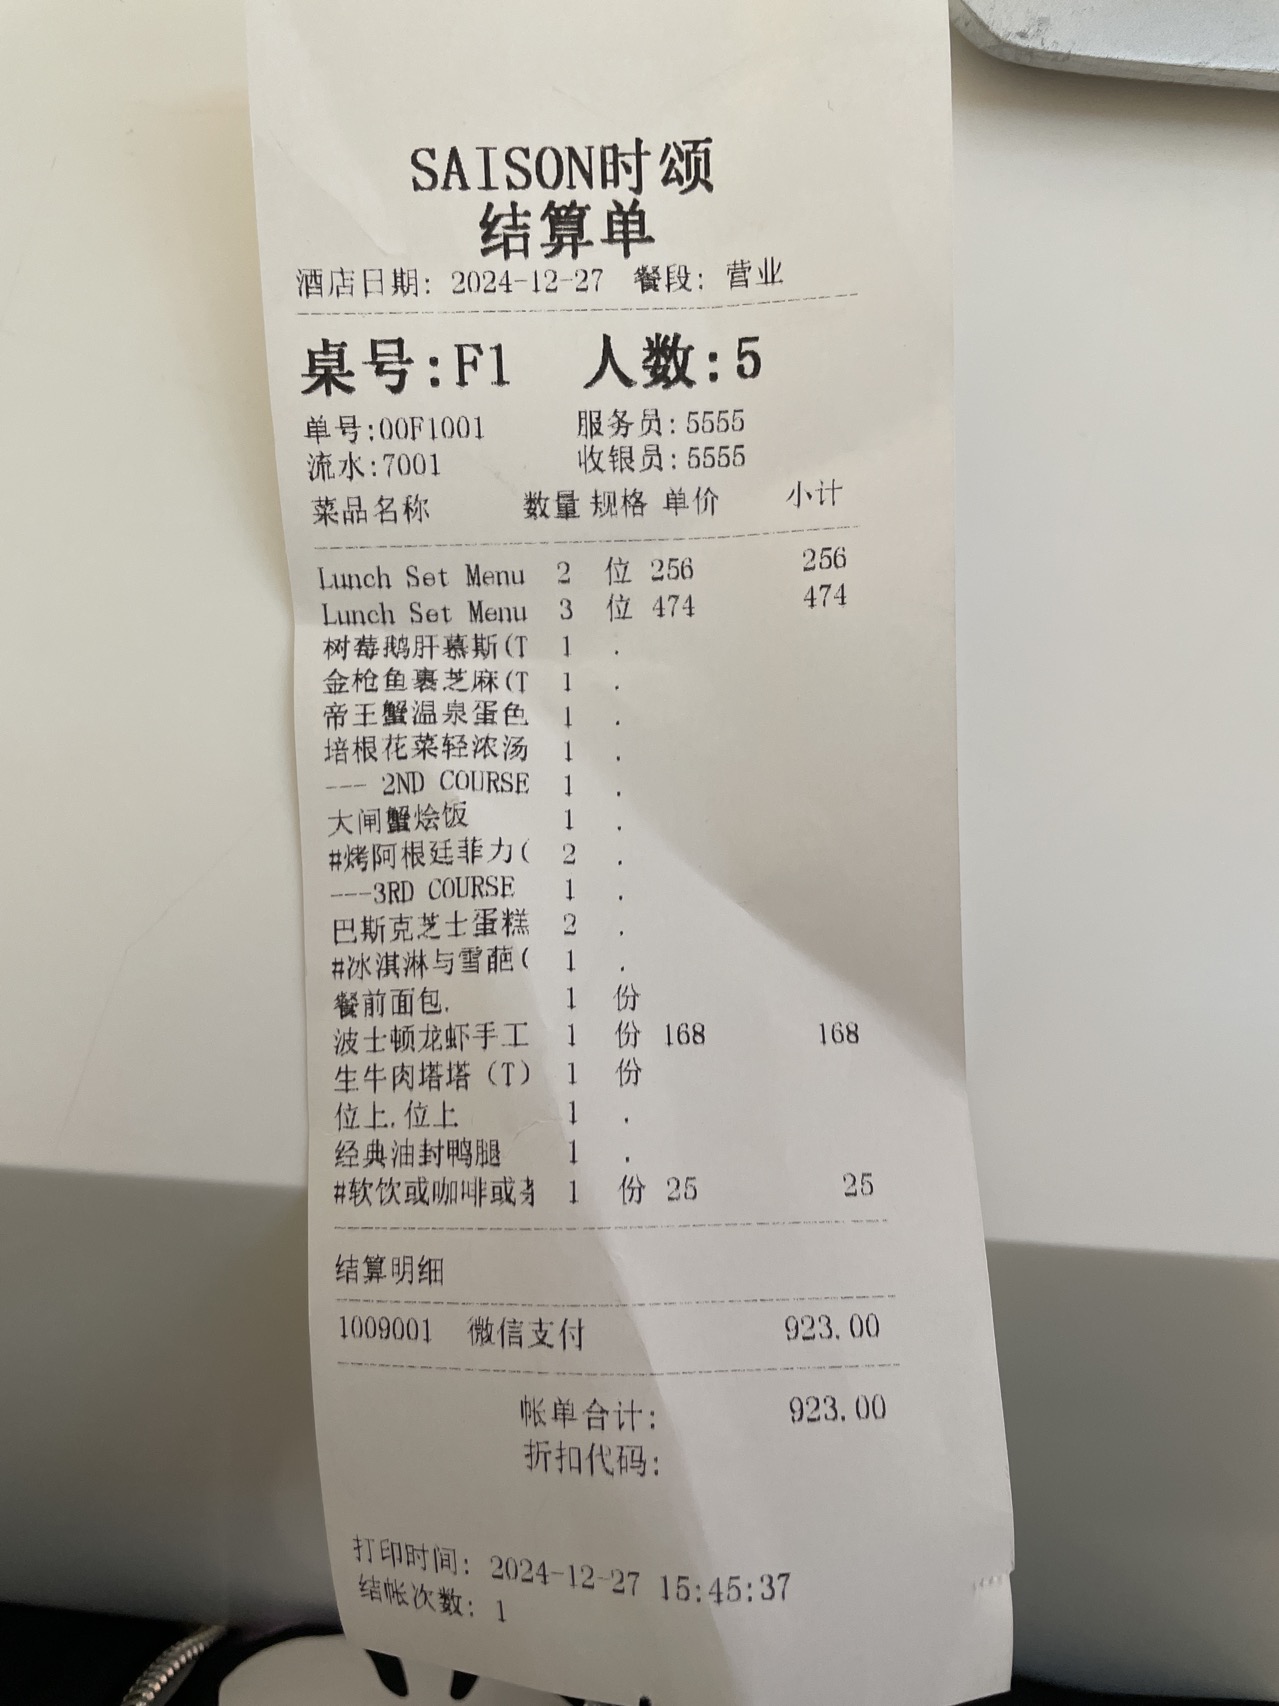 SAISON时颂
结算单
酒店日期: 2024-12-27 餐段: 营业
桌号:F1 人数:5
单号:00F1001 服务员: 5555
流水:7001 收银员: 5555
菜品名称 数量 规格 单价 小计
Lunch Set Menu 2 位 256 256
Lunch Set Menu 3 位 474 474
树莓鹅肝慕斯(T 1 .
金枪鱼裹芝麻(T 1 .
帝王蟹温泉蛋色 1 .
培根花菜轻浓汤 1 .
--- 2ND COURSE 1 .
大闸蟹烩饭 1 .
#烤阿根廷菲力( 2 .
---3RD COURSE 1 .
巴斯克芝士蛋糕 2 .
#冰淇淋与雪葩( 1 .
餐前面包. 1 份
波士顿龙虾手工 1 份 168 168
生牛肉塔塔 (T) 1 份
位上.位上 1 .
经典油封鸭腿 1 .
#软饮或咖啡或 1 份 25 25
结算明细
1009001 微信支付 923.00
帐单合计: 923.00
折扣代码:
打印时间: 2024-12-27 15:45:37
结帐次数: 1